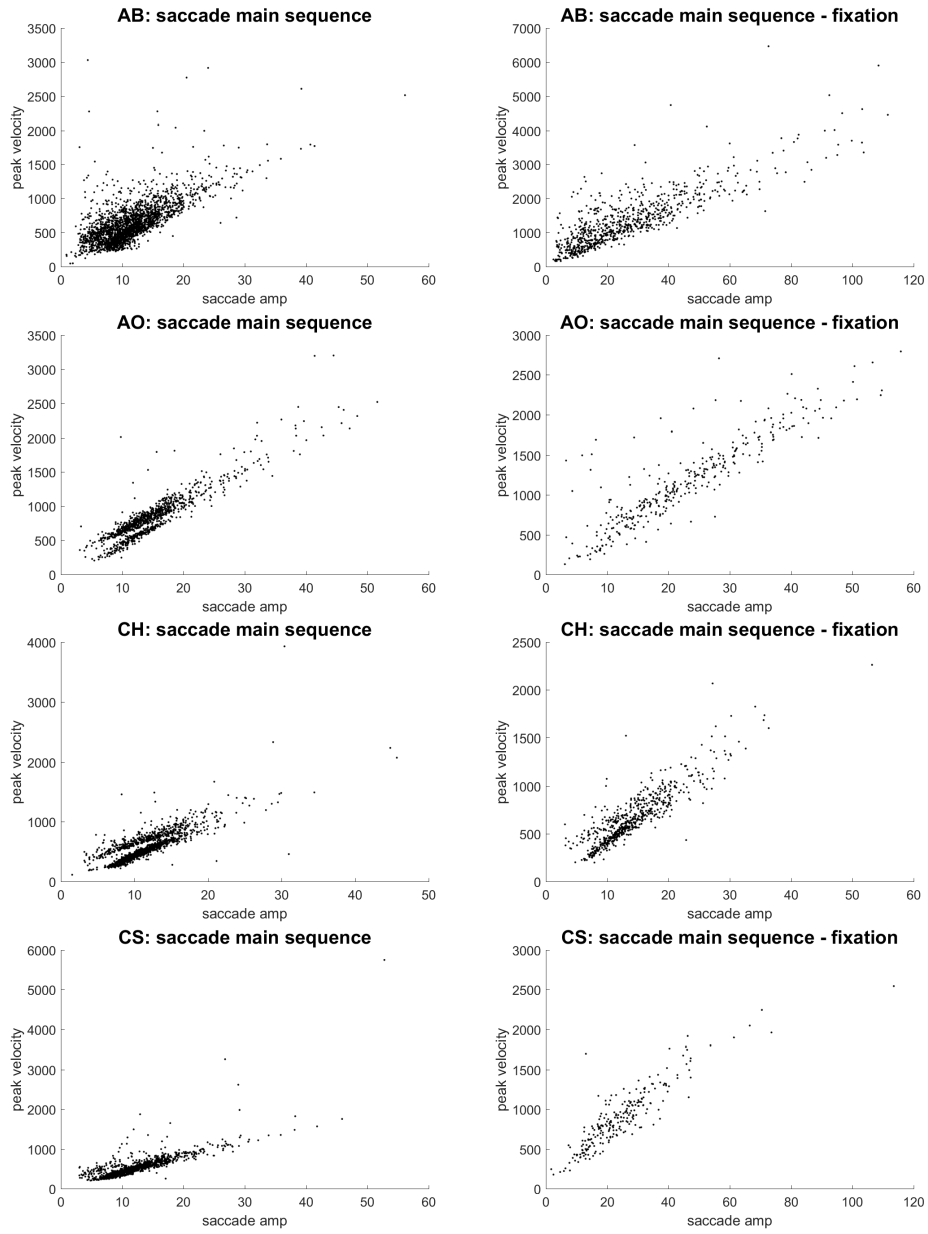 AB: saccade main sequence
3500
3000
2500
2000
1500
1000
500
0
peak velocity
0 10 20 30 40 50 60
saccade amp
AB: saccade main sequence - fixation
7000
6000
5000
4000
3000
2000
1000
0
peak velocity
0 20 40 60 80 100 120
saccade amp
AO: saccade main sequence
3500
3000
2500
2000
1500
1000
500
0
peak velocity
0 10 20 30 40 50 60
saccade amp
AO: saccade main sequence - fixation
3000
2500
2000
1500
1000
500
0
peak velocity
0 10 20 30 40 50 60
saccade amp
CH: saccade main sequence
4000
3000
2000
1000
0
peak velocity
0 10 20 30 40 50
saccade amp
CH: saccade main sequence - fixation
2500
2000
1500
1000
500
0
peak velocity
0 10 20 30 40 50 60
saccade amp
CS: saccade main sequence
6000
5000
4000
3000
2000
1000
0
peak velocity
0 10 20 30 40 50 60
saccade amp
CS: saccade main sequence - fixation
3000
2500
2000
1500
1000
500
0
peak velocity
0 20 40 60 80 100 120
saccade amp